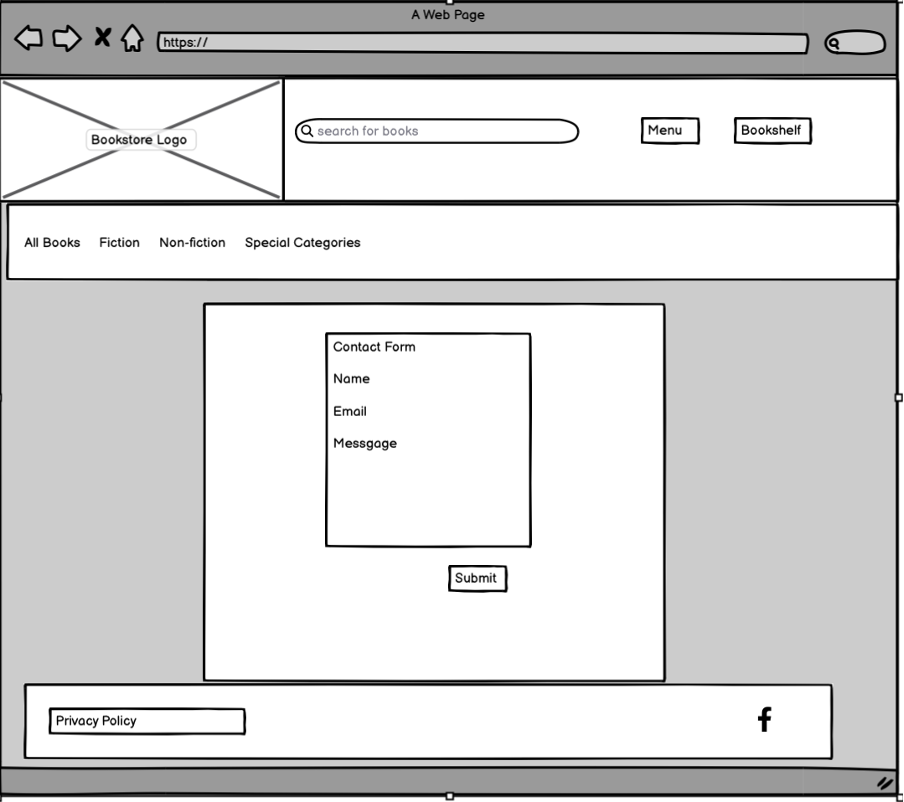 A Web Page
https://
Bookstore Logo
search for books
Menu
Bookshelf
All Books Fiction Non-fiction Special Categories
Contact Form
Name
Email
Messgage
Submit
Privacy Policy